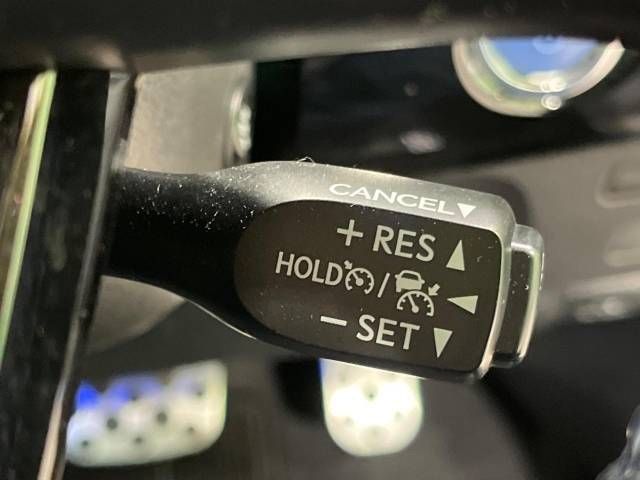 CANCEL▼
+ RES ▲
HOLD / ◀
− SET ▼